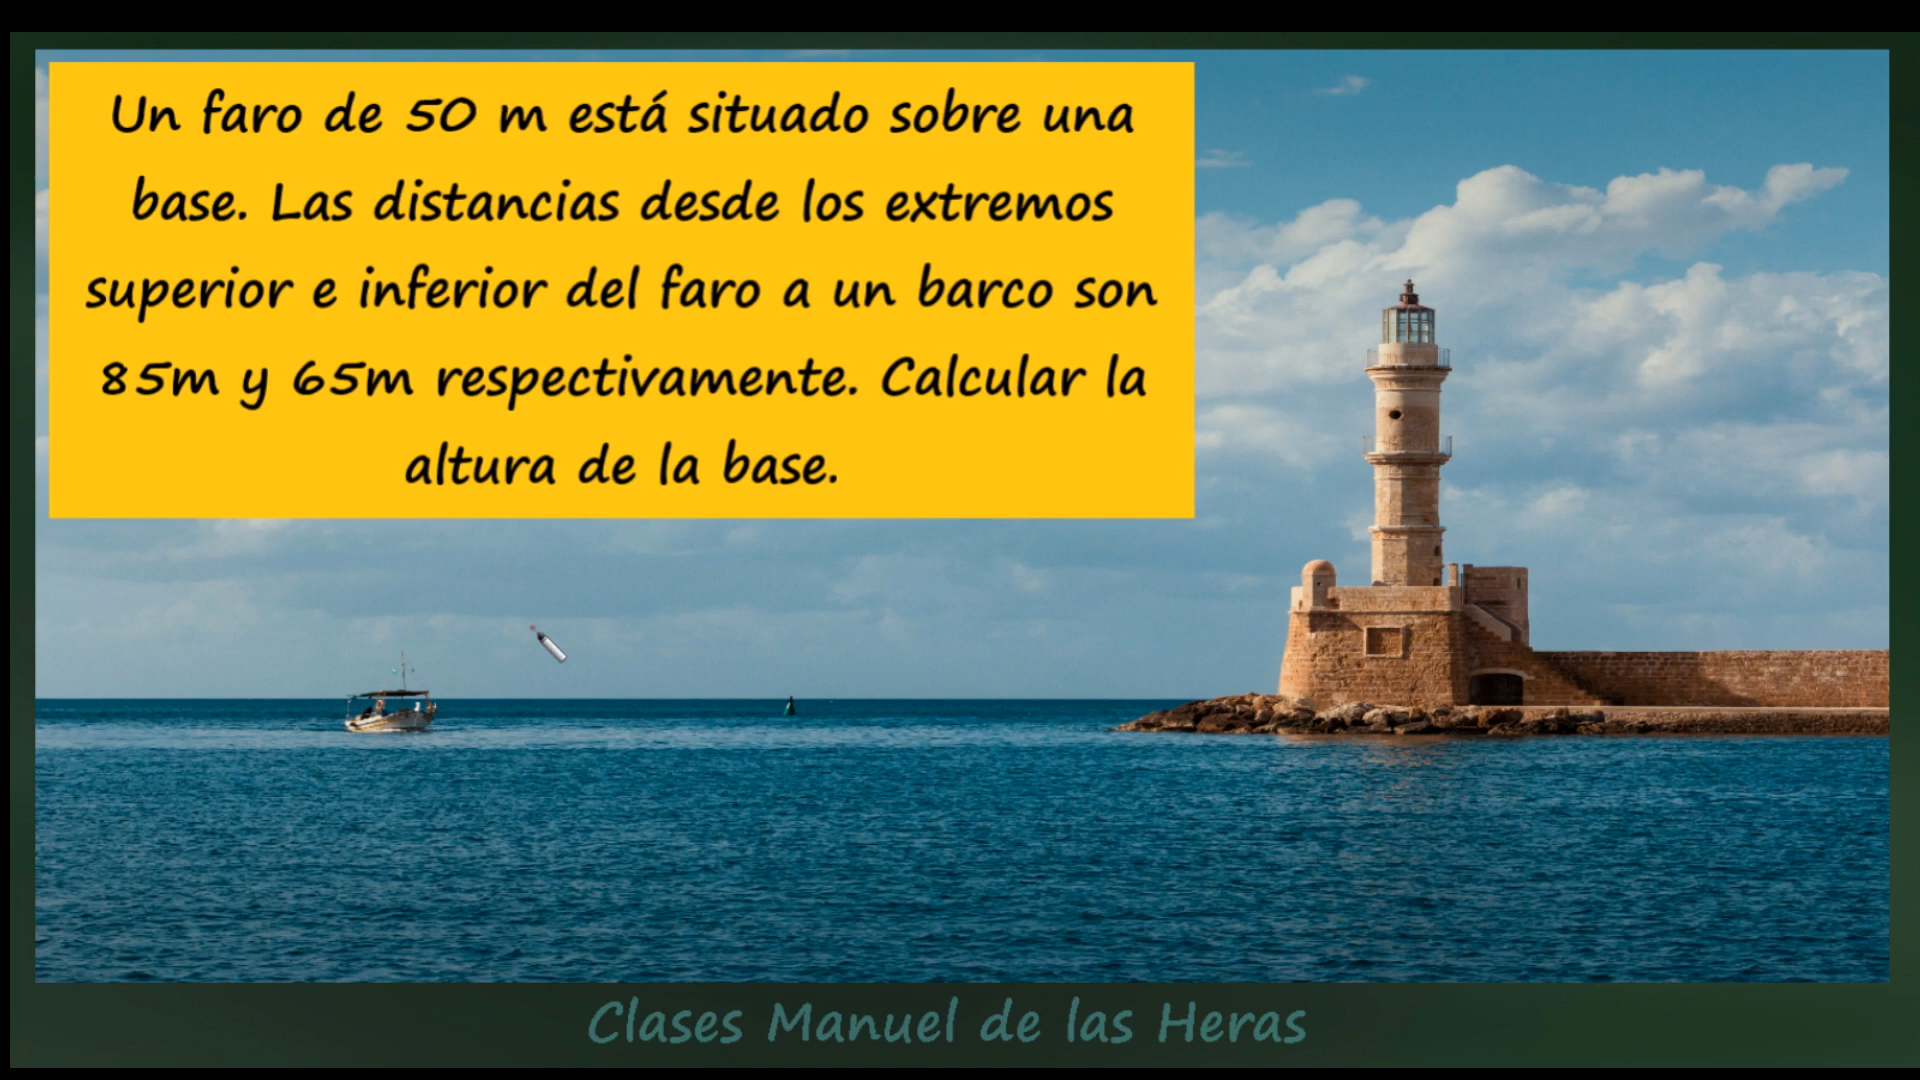 Un faro de 50 m está situado sobre una
base. Las distancias desde los extremos
superior e inferior del faro a un barco son
85m y 65m respectivamente. Calcular la
altura de la base.
Clases Manuel de las Heras